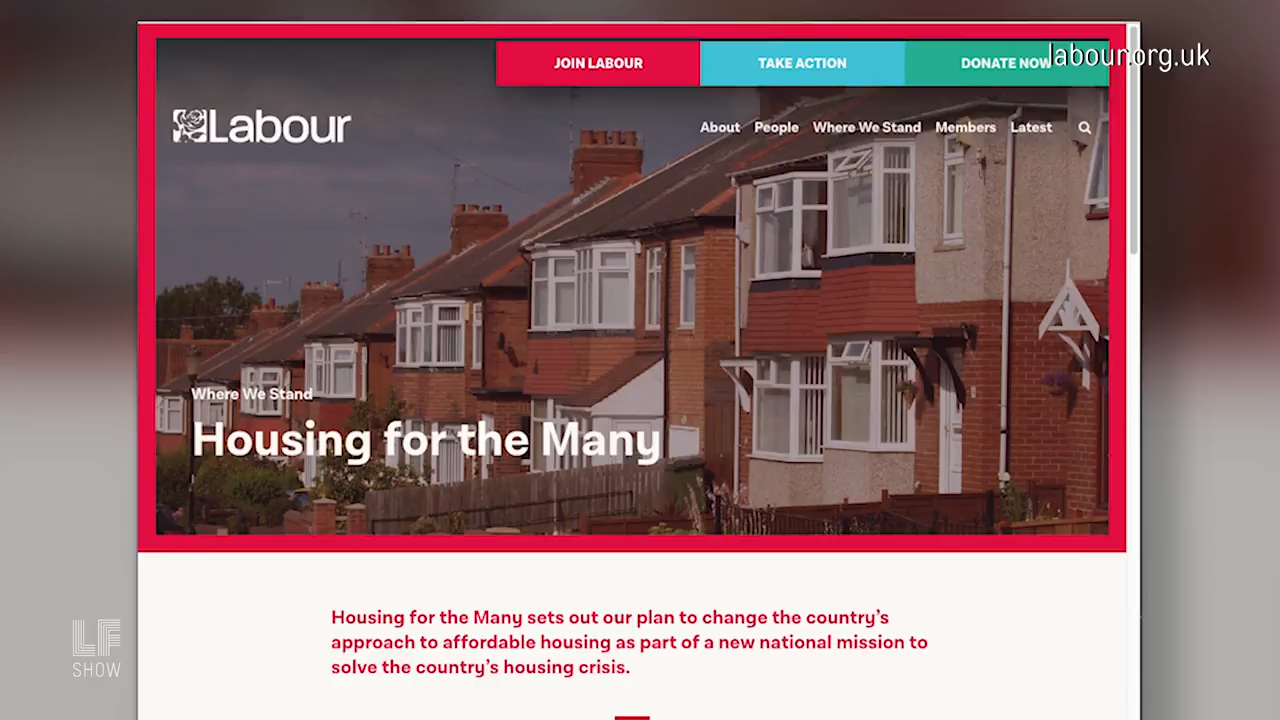 labour.org.uk
JOIN LABOUR
TAKE ACTION
DONATE NOW
Labour
About
People
Where We Stand
Members
Latest
Where We Stand
Housing for the Many
Housing for the Many sets out our plan to change the country's
approach to affordable housing as part of a new national mission to
solve the country's housing crisis.
LF
SHOW